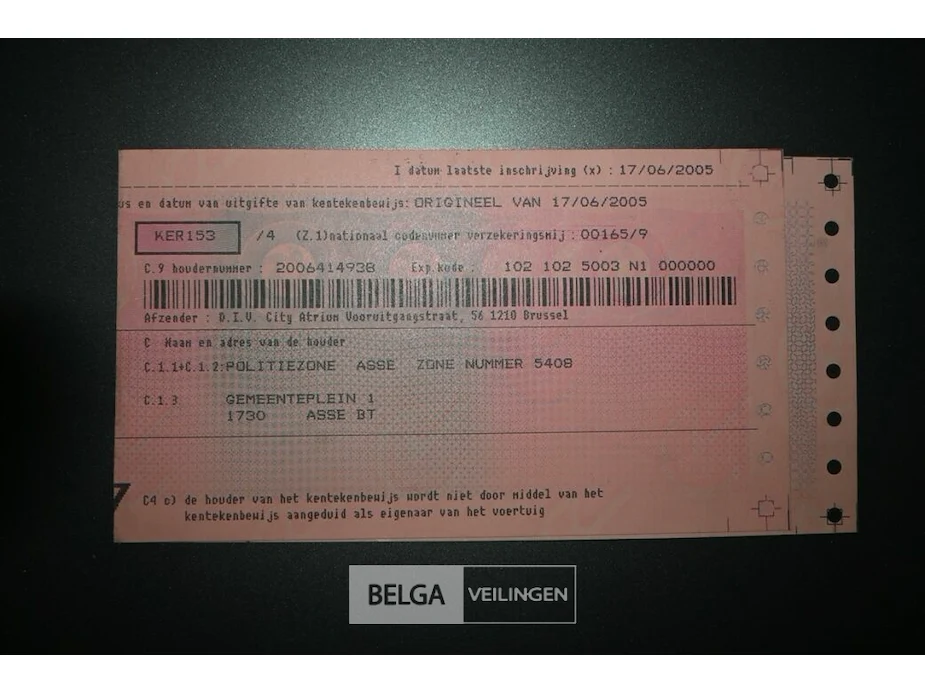 I datum laatste inschrijving (x) : 17/06/2005
us en datum van uitgifte van kentekenbewijs: ORIGINEEL VAN 17/06/2005
KER153 /4 (Z.1)nationaal codenummer verzekeringsmij : 00165/9
C.9 houdernummer : 200641493B Exp.kode : 102 102 5003 N1 000000
Afzender : D.I.V. City Atrium Vooruitgangstraat, 56 1210 Brussel
C Naam en adres van de houder
C.1.1+C.1.2: POLITIEZONE ASSE ZONE NUMMER 5408
C.1.3 GEMEENTEPLEIN 1
1730 ASSE BT
C4 c) de houder van het kentekenbewijs wordt niet door middel van het
kentekenbewijs aangeduid als eigenaar van het voertuig
BELGA VEILINGEN